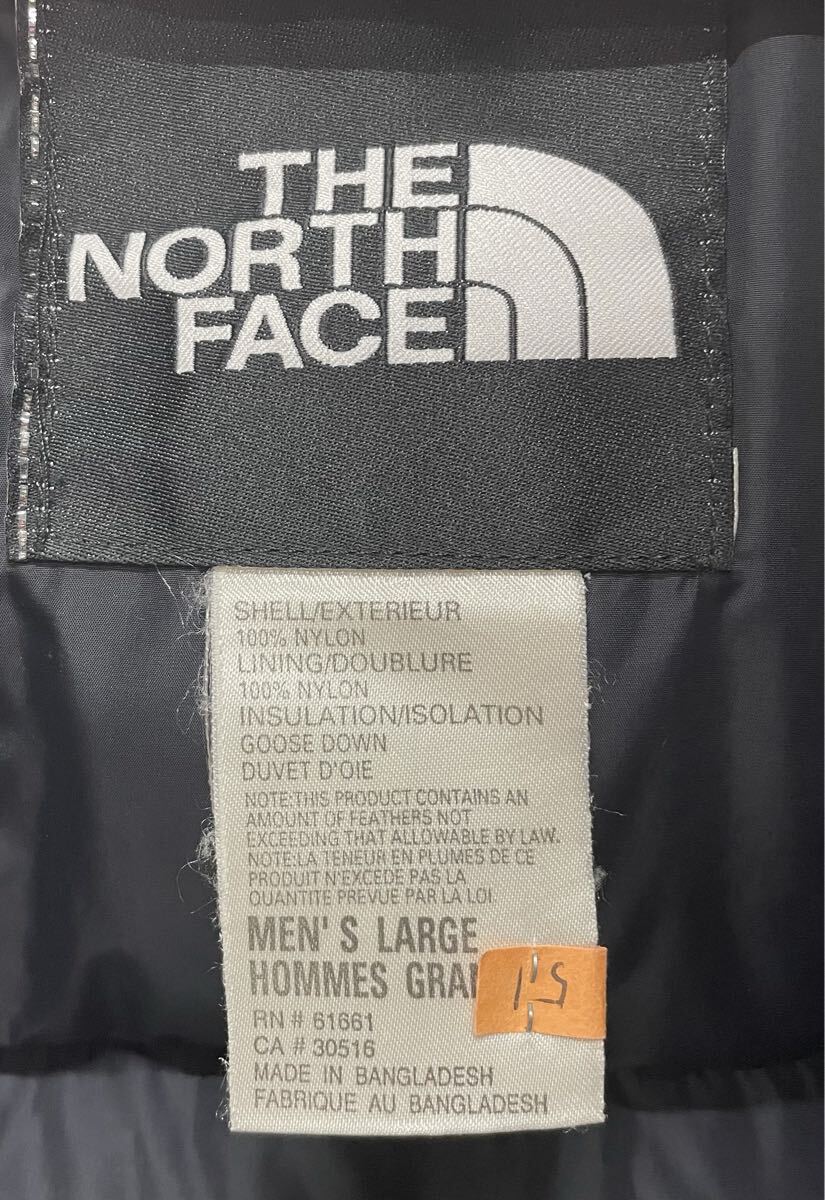 THE
NORTH
FACE
SHELL/EXTERIEUR
100% NYLON
LINING/DOUBLURE
100% NYLON
INSULATION/ISOLATION
GOOSE DOWN
DUVET D'OIE
NOTE:THIS PRODUCT CONTAINS AN
AMOUNT OF FEATHERS NOT
EXCEEDING THAT ALLOWABLE BY LAW.
NOTE:LA TENEUR EN PLUMES DE CE
PRODUIT N'EXCEDE PAS LA
QUANTITE PREVUE PAR LA LOI.
MEN'S LARGE
HOMMES
RN # 61661
CA # 30516
MADE IN BANGLADESH
FABRIQUE AU BANGLADESH